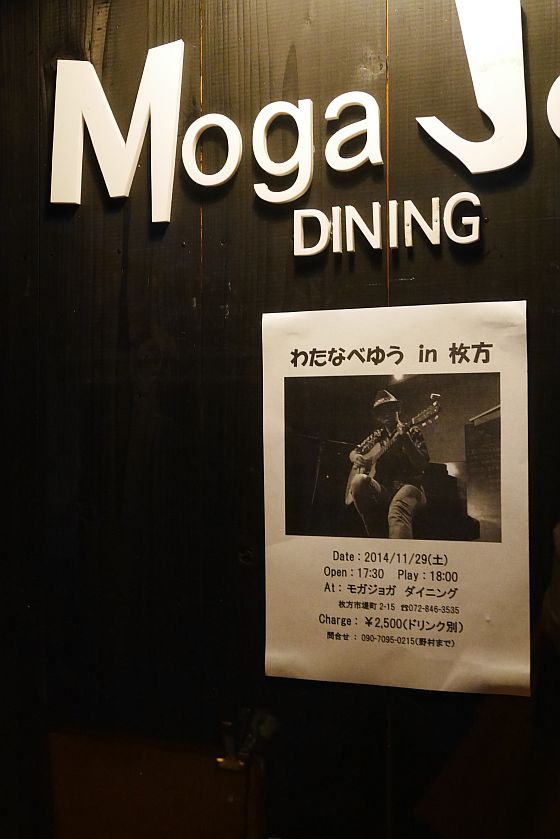 Moga Jo
DINING
わたなべゆう in 枚方
Date : 2014/11/29(土)
Open : 17:30 Play : 18:00
At : モガジョガ ダイニング
枚方市堤町 2-15 ☎072-846-3535
Charge : ¥2,500(ドリンク別)
問合せ : 090-7095-0215(野村まで)